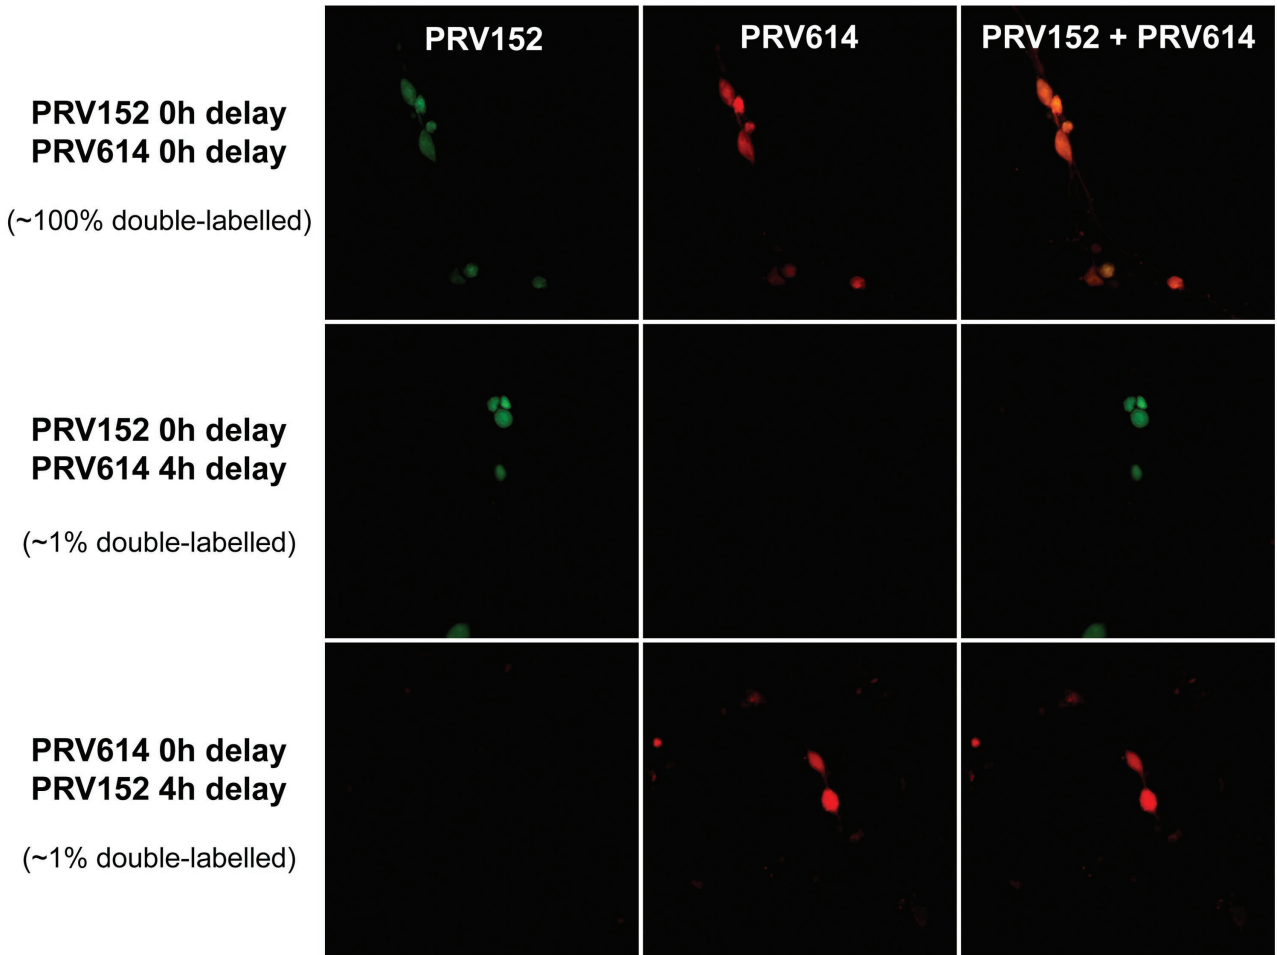 PRV152
PRV614
PRV152 + PRV614
PRV152 0h delay
PRV614 0h delay
(~100% double-labelled)
PRV152 0h delay
PRV614 4h delay
(~1% double-labelled)
PRV614 0h delay
PRV152 4h delay
(~1% double-labelled)